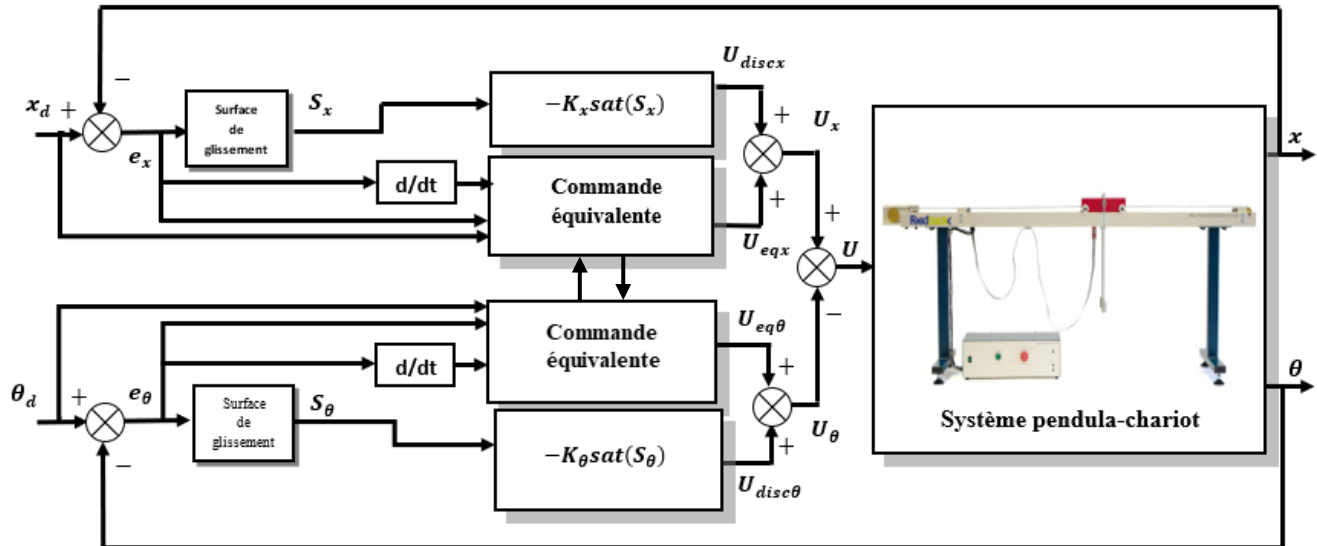 −
x_d
+
e_x
Surface
de
glissement
S_x
−K_x sat(S_x)
U_discx
+
U_x
+
d/dt
Commande
équivalente
U_eqx
+
U
−
x
θ
Système pendula-chariot
θ_d
+
e_θ
−
d/dt
Commande
équivalente
U_eqθ
+
Surface
de
glissement
S_θ
−K_θ sat(S_θ)
+
U_θ
U_discθ